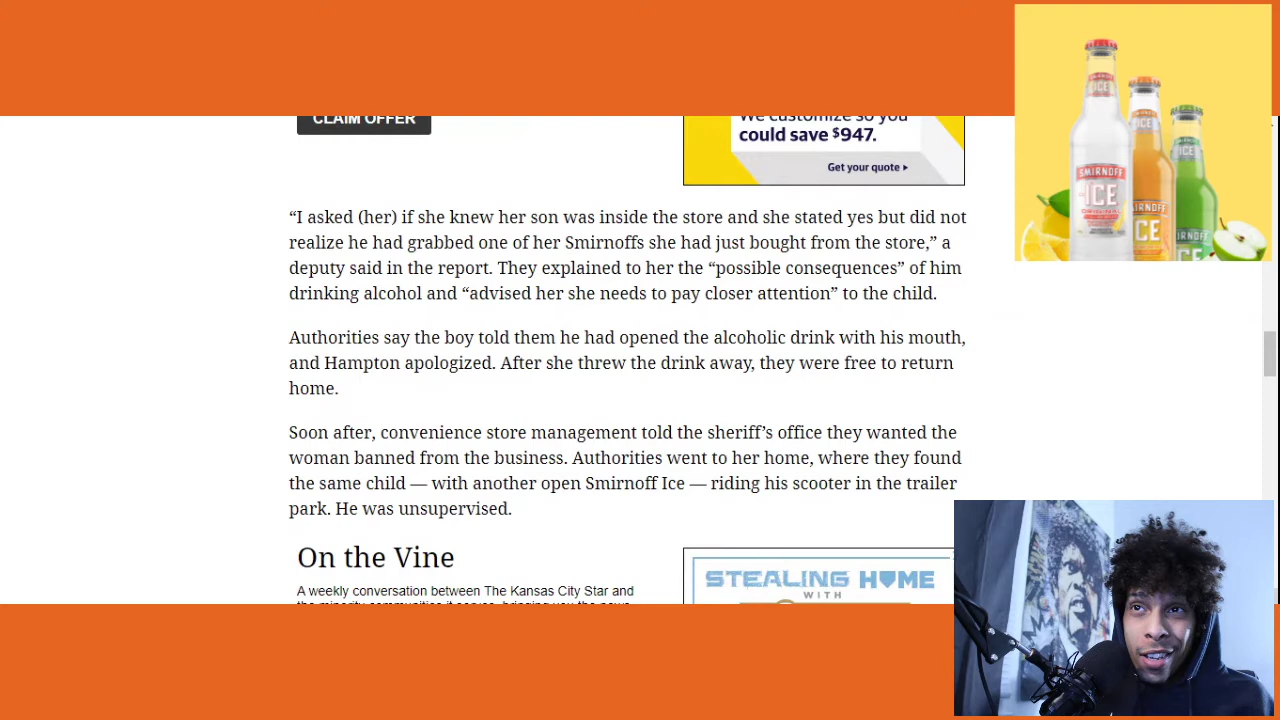 CLAIM OFFER
We customize so you
could save $947.
Get your quote ▸
“I asked (her) if she knew her son was inside the store and she stated yes but did not
realize he had grabbed one of her Smirnoffs she had just bought from the store,” a
deputy said in the report. They explained to her the “possible consequences” of him
drinking alcohol and “advised her she needs to pay closer attention” to the child.
Authorities say the boy told them he had opened the alcoholic drink with his mouth,
and Hampton apologized. After she threw the drink away, they were free to return
home.
Soon after, convenience store management told the sheriff’s office they wanted the
woman banned from the business. Authorities went to her home, where they found
the same child — with another open Smirnoff Ice — riding his scooter in the trailer
park. He was unsupervised.
On the Vine
A weekly conversation between The Kansas City Star and
STEALING HOME
WITH
ICE
SMIRNOFF
ICE
ICE
SMIRNOFF
ICE
ICE
SMIRNOFF
ICE